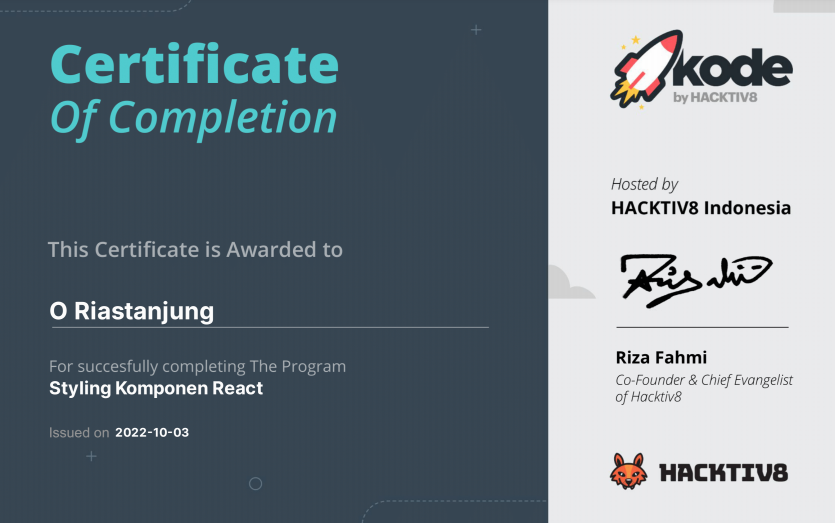 Certificate
Of Completion
This Certificate is Awarded to
O Riastanjung
For succesfully completing The Program
Styling Komponen React
Issued on 2022-10-03
kode
by HACKTIV8
Hosted by
HACKTIV8 Indonesia
Riza Fahmi
Co-Founder & Chief Evangelist
of Hacktiv8
HACKTIV8